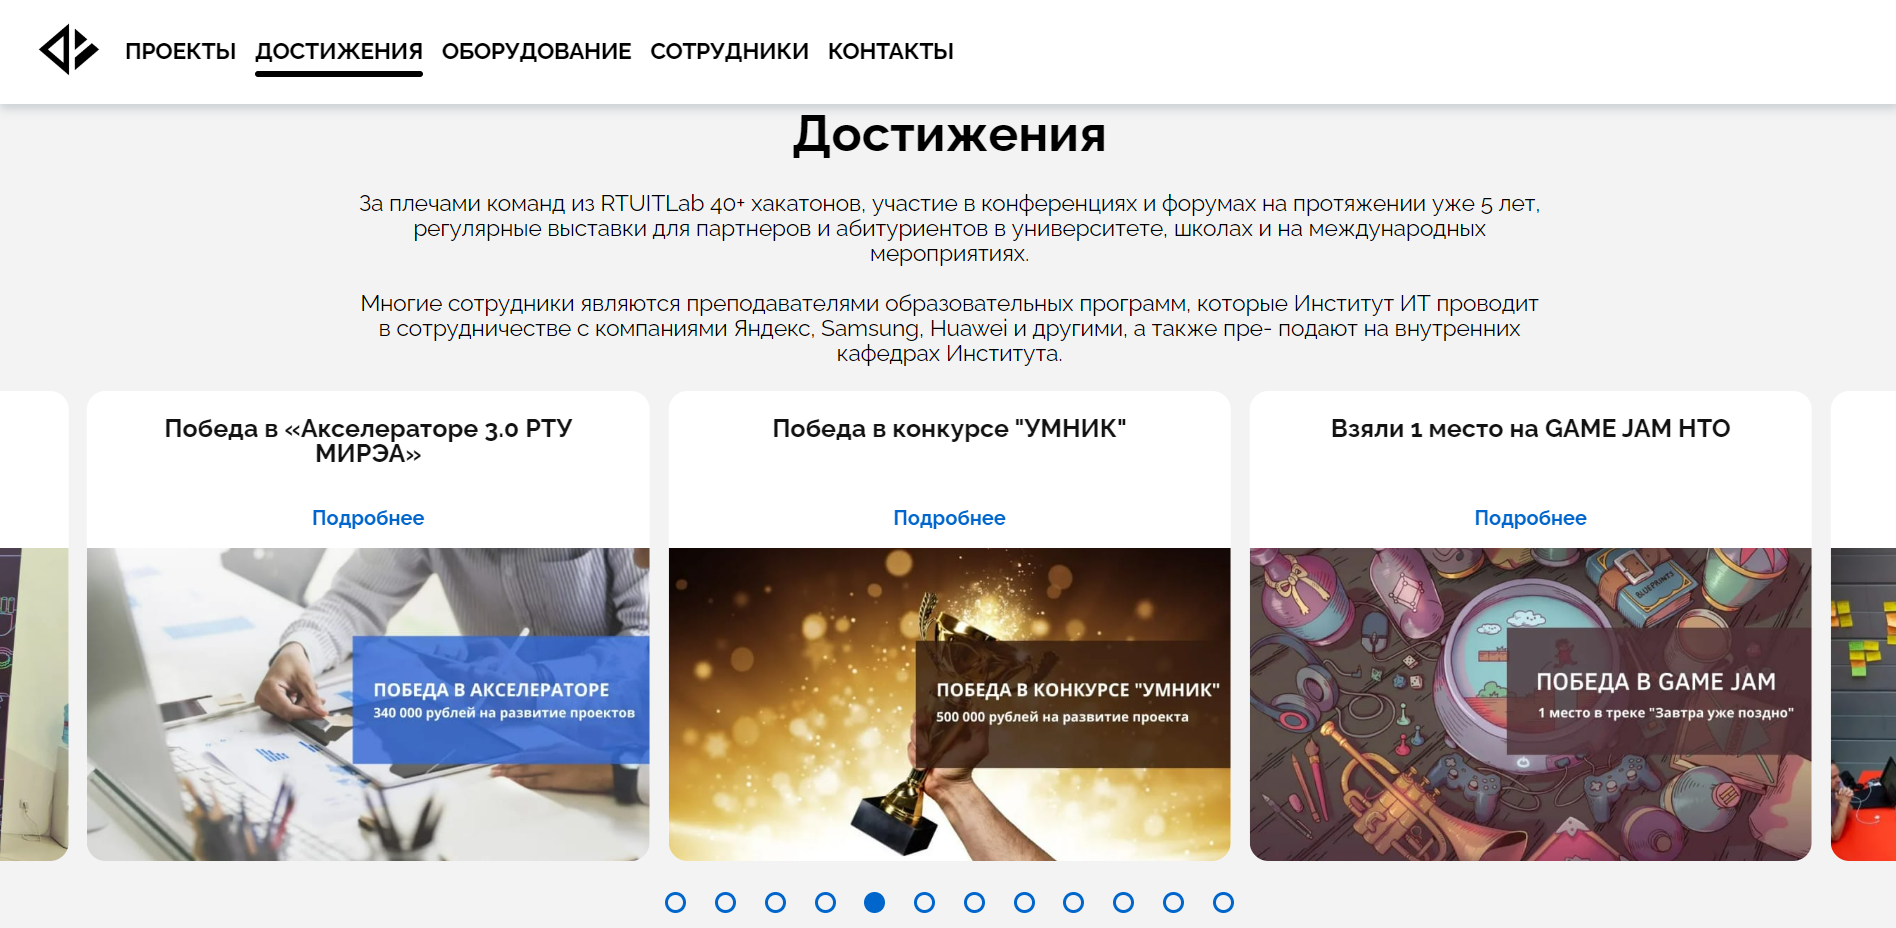 ПРОЕКТЫ ДОСТИЖЕНИЯ ОБОРУДОВАНИЕ СОТРУДНИКИ КОНТАКТЫ
Достижения
За плечами команд из RTUITLab 40+ хакатонов, участие в конференциях и форумах на протяжении уже 5 лет,
регулярные выставки для партнеров и абитуриентов в университете, школах и на международных
мероприятиях.
Многие сотрудники являются преподавателями образовательных программ, которые Институт ИТ проводит
в сотрудничестве с компаниями Яндекс, Samsung, Huawei и другими, а также пре- подают на внутренних
кафедрах Института.
Победа в «Акселераторе 3.0 РТУ
МИРЭА»
Подробнее
ПОБЕДА В АКСЕЛЕРАТОРЕ
340 000 рублей на развитие проектов
Победа в конкурсе "УМНИК"
Подробнее
ПОБЕДА В КОНКУРСЕ "УМНИК"
500 000 рублей на развитие проекта
Взяли 1 место на GAME JAM НТО
Подробнее
BLUEPRINTS
ПОБЕДА В GAME JAM
1 место в треке "Завтра уже поздно"